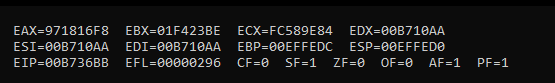 EAX=971816F8 EBX=01F423BE ECX=FC589E84 EDX=00B710AA
ESI=00B710AA EDI=00B710AA EBP=00EFFEDC ESP=00EFFED0
EIP=00B736BB EFL=00000296 CF=0 SF=1 ZF=0 OF=0 AF=1 PF=1